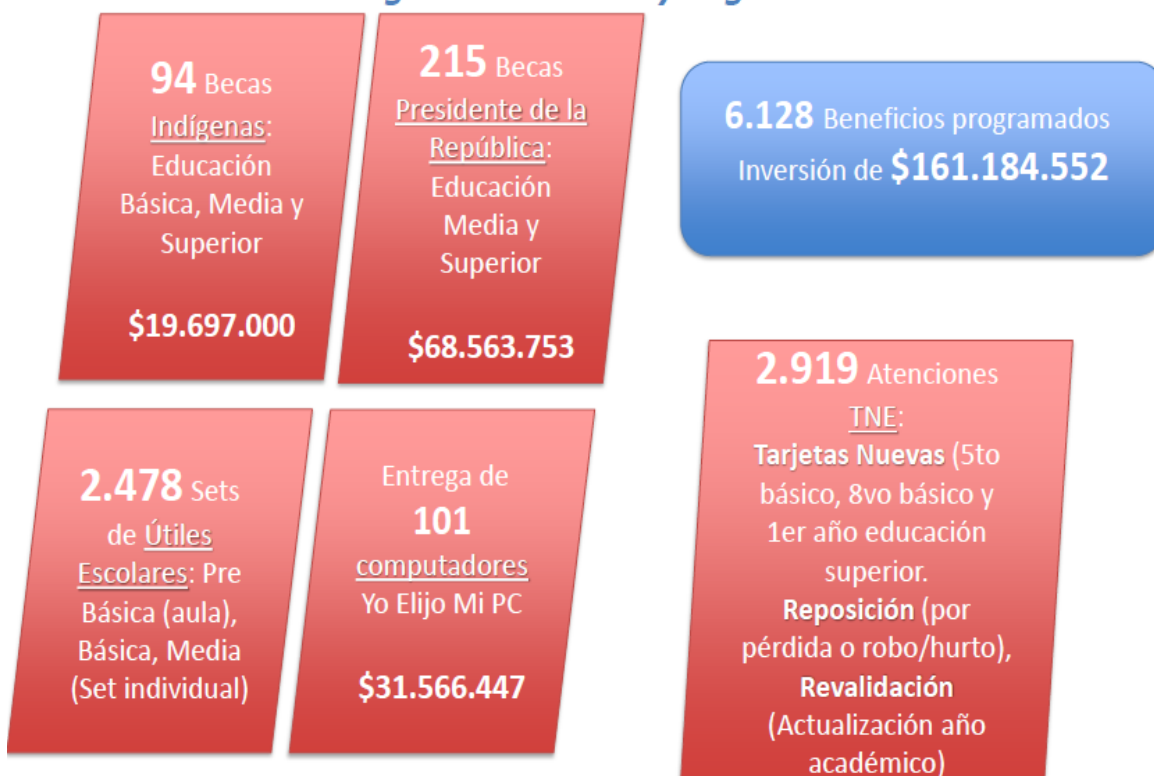 94 Becas
Indígenas:
Educación
Básica, Media y
Superior
$19.697.000
215 Becas
Presidente de la
República:
Educación
Media y
Superior
$68.563.753
6.128 Beneficios programados
Inversión de $161.184.552
2.478 Sets
de Útiles
Escolares: Pre
Básica (aula),
Básica, Media
(Set individual)
Entrega de
101
computadores
Yo Elijo Mi PC
$31.566.447
2.919 Atenciones
TNE:
Tarjetas Nuevas (5to
básico, 8vo básico y
1er año educación
superior.
Reposición (por
pérdida o robo/hurto),
Revalidación
(Actualización año
académico)